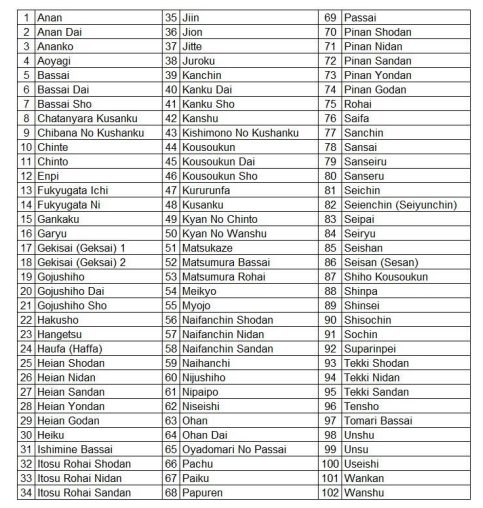 1 Anan 35 Jiin 69 Passai
2 Anan Dai 36 Jion 70 Pinan Shodan
3 Ananko 37 Jitte 71 Pinan Nidan
4 Aoyagi 38 Juroku 72 Pinan Sandan
5 Bassai 39 Kanchin 73 Pinan Yondan
6 Bassai Dai 40 Kanku Dai 74 Pinan Godan
7 Bassai Sho 41 Kanku Sho 75 Rohai
8 Chatanyara Kusanku 42 Kanshu 76 Saifa
9 Chibana No Kushanku 43 Kishimono No Kushanku 77 Sanchin
10 Chinte 44 Kousoukun 78 Sansai
11 Chinto 45 Kousoukun Dai 79 Sanseiru
12 Enpi 46 Kousoukun Sho 80 Sanseru
13 Fukyugata Ichi 47 Kururunfa 81 Seichin
14 Fukyugata Ni 48 Kusanku 82 Seienchin (Seiyunchin)
15 Gankaku 49 Kyan No Chinto 83 Seipai
16 Garyu 50 Kyan No Wanshu 84 Seiryu
17 Gekisai (Geksai) 1 51 Matsukaze 85 Seishan
18 Gekisai (Geksai) 2 52 Matsumura Bassai 86 Seisan (Sesan)
19 Gojushiho 53 Matsumura Rohai 87 Shiho Kousoukun
20 Gojushiho Dai 54 Meikyo 88 Shinpa
21 Gojushiho Sho 55 Myojo 89 Shinsei
22 Hakusho 56 Naifanchin Shodan 90 Shisochin
23 Hangetsu 57 Naifanchin Nidan 91 Sochin
24 Haufa (Haffa) 58 Naifanchin Sandan 92 Suparinpei
25 Heian Shodan 59 Naihanchi 93 Tekki Shodan
26 Heian Nidan 60 Nijushiho 94 Tekki Nidan
27 Heian Sandan 61 Nipaipo 95 Tekki Sandan
28 Heian Yondan 62 Niseishi 96 Tensho
29 Heian Godan 63 Ohan 97 Tomari Bassai
30 Heiku 64 Ohan Dai 98 Unshu
31 Ishimine Bassai 65 Oyadomari No Passai 99 Unsu
32 Itosu Rohai Shodan 66 Pachu 100 Useishi
33 Itosu Rohai Nidan 67 Paiku 101 Wankan
34 Itosu Rohai Sandan 68 Papuren 102 Wanshu